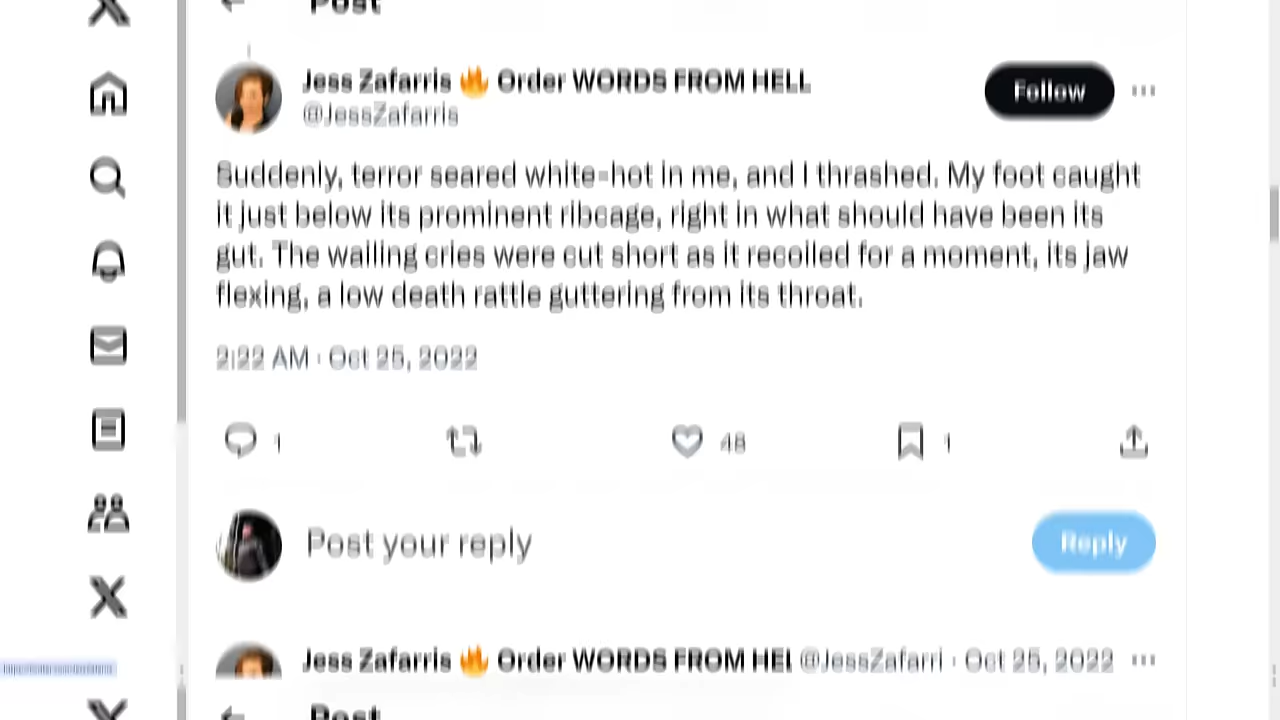 Post
Jess Zafarris 🔥 Order WORDS FROM HELL
@JessZafarris
Follow
Suddenly, terror seared white-hot in me, and I thrashed. My foot caught
it just below its prominent ribcage, right in what should have been its
gut. The wailing cries were cut short as it recoiled for a moment, its jaw
flexing, a low death rattle guttering from its throat.
2:22 AM · Oct 25, 2022
1
48
1
Post your reply
Reply
Jess Zafarris 🔥 Order WORDS FROM HEL @JessZafarri · Oct 25, 2022
Post